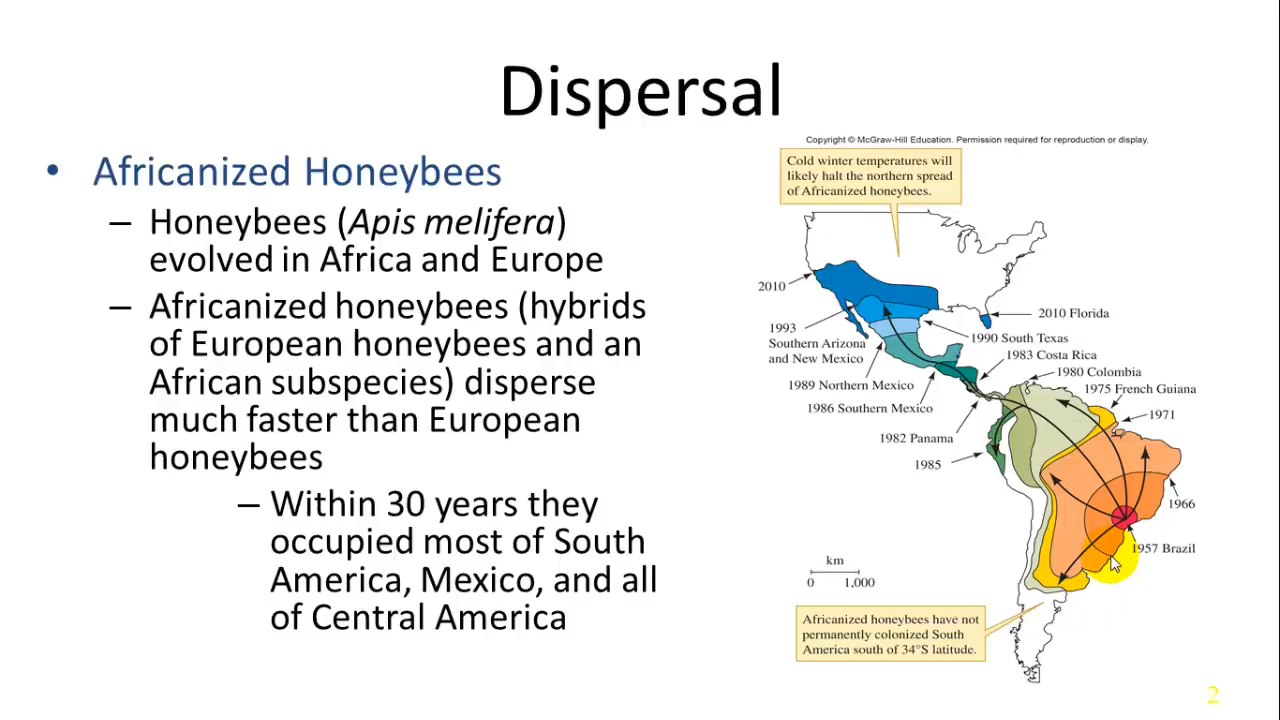 Dispersal
Copyright © McGraw-Hill Education. Permission required for reproduction or display.
• Africanized Honeybees
– Honeybees (Apis melifera)
evolved in Africa and Europe
– Africanized honeybees (hybrids
of European honeybees and an
African subspecies) disperse
much faster than European
honeybees
– Within 30 years they
occupied most of South
America, Mexico, and all
of Central America
Cold winter temperatures will
likely halt the northern spread
of Africanized honeybees.
2010
2010 Florida
1993
Southern Arizona
and New Mexico
1990 South Texas
1983 Costa Rica
1980 Colombia
1989 Northern Mexico
1975 French Guiana
1986 Southern Mexico
1971
1982 Panama
1985
1966
1957 Brazil
km
0 1,000
Africanized honeybees have not
permanently colonized South
America south of 34°S latitude.
2